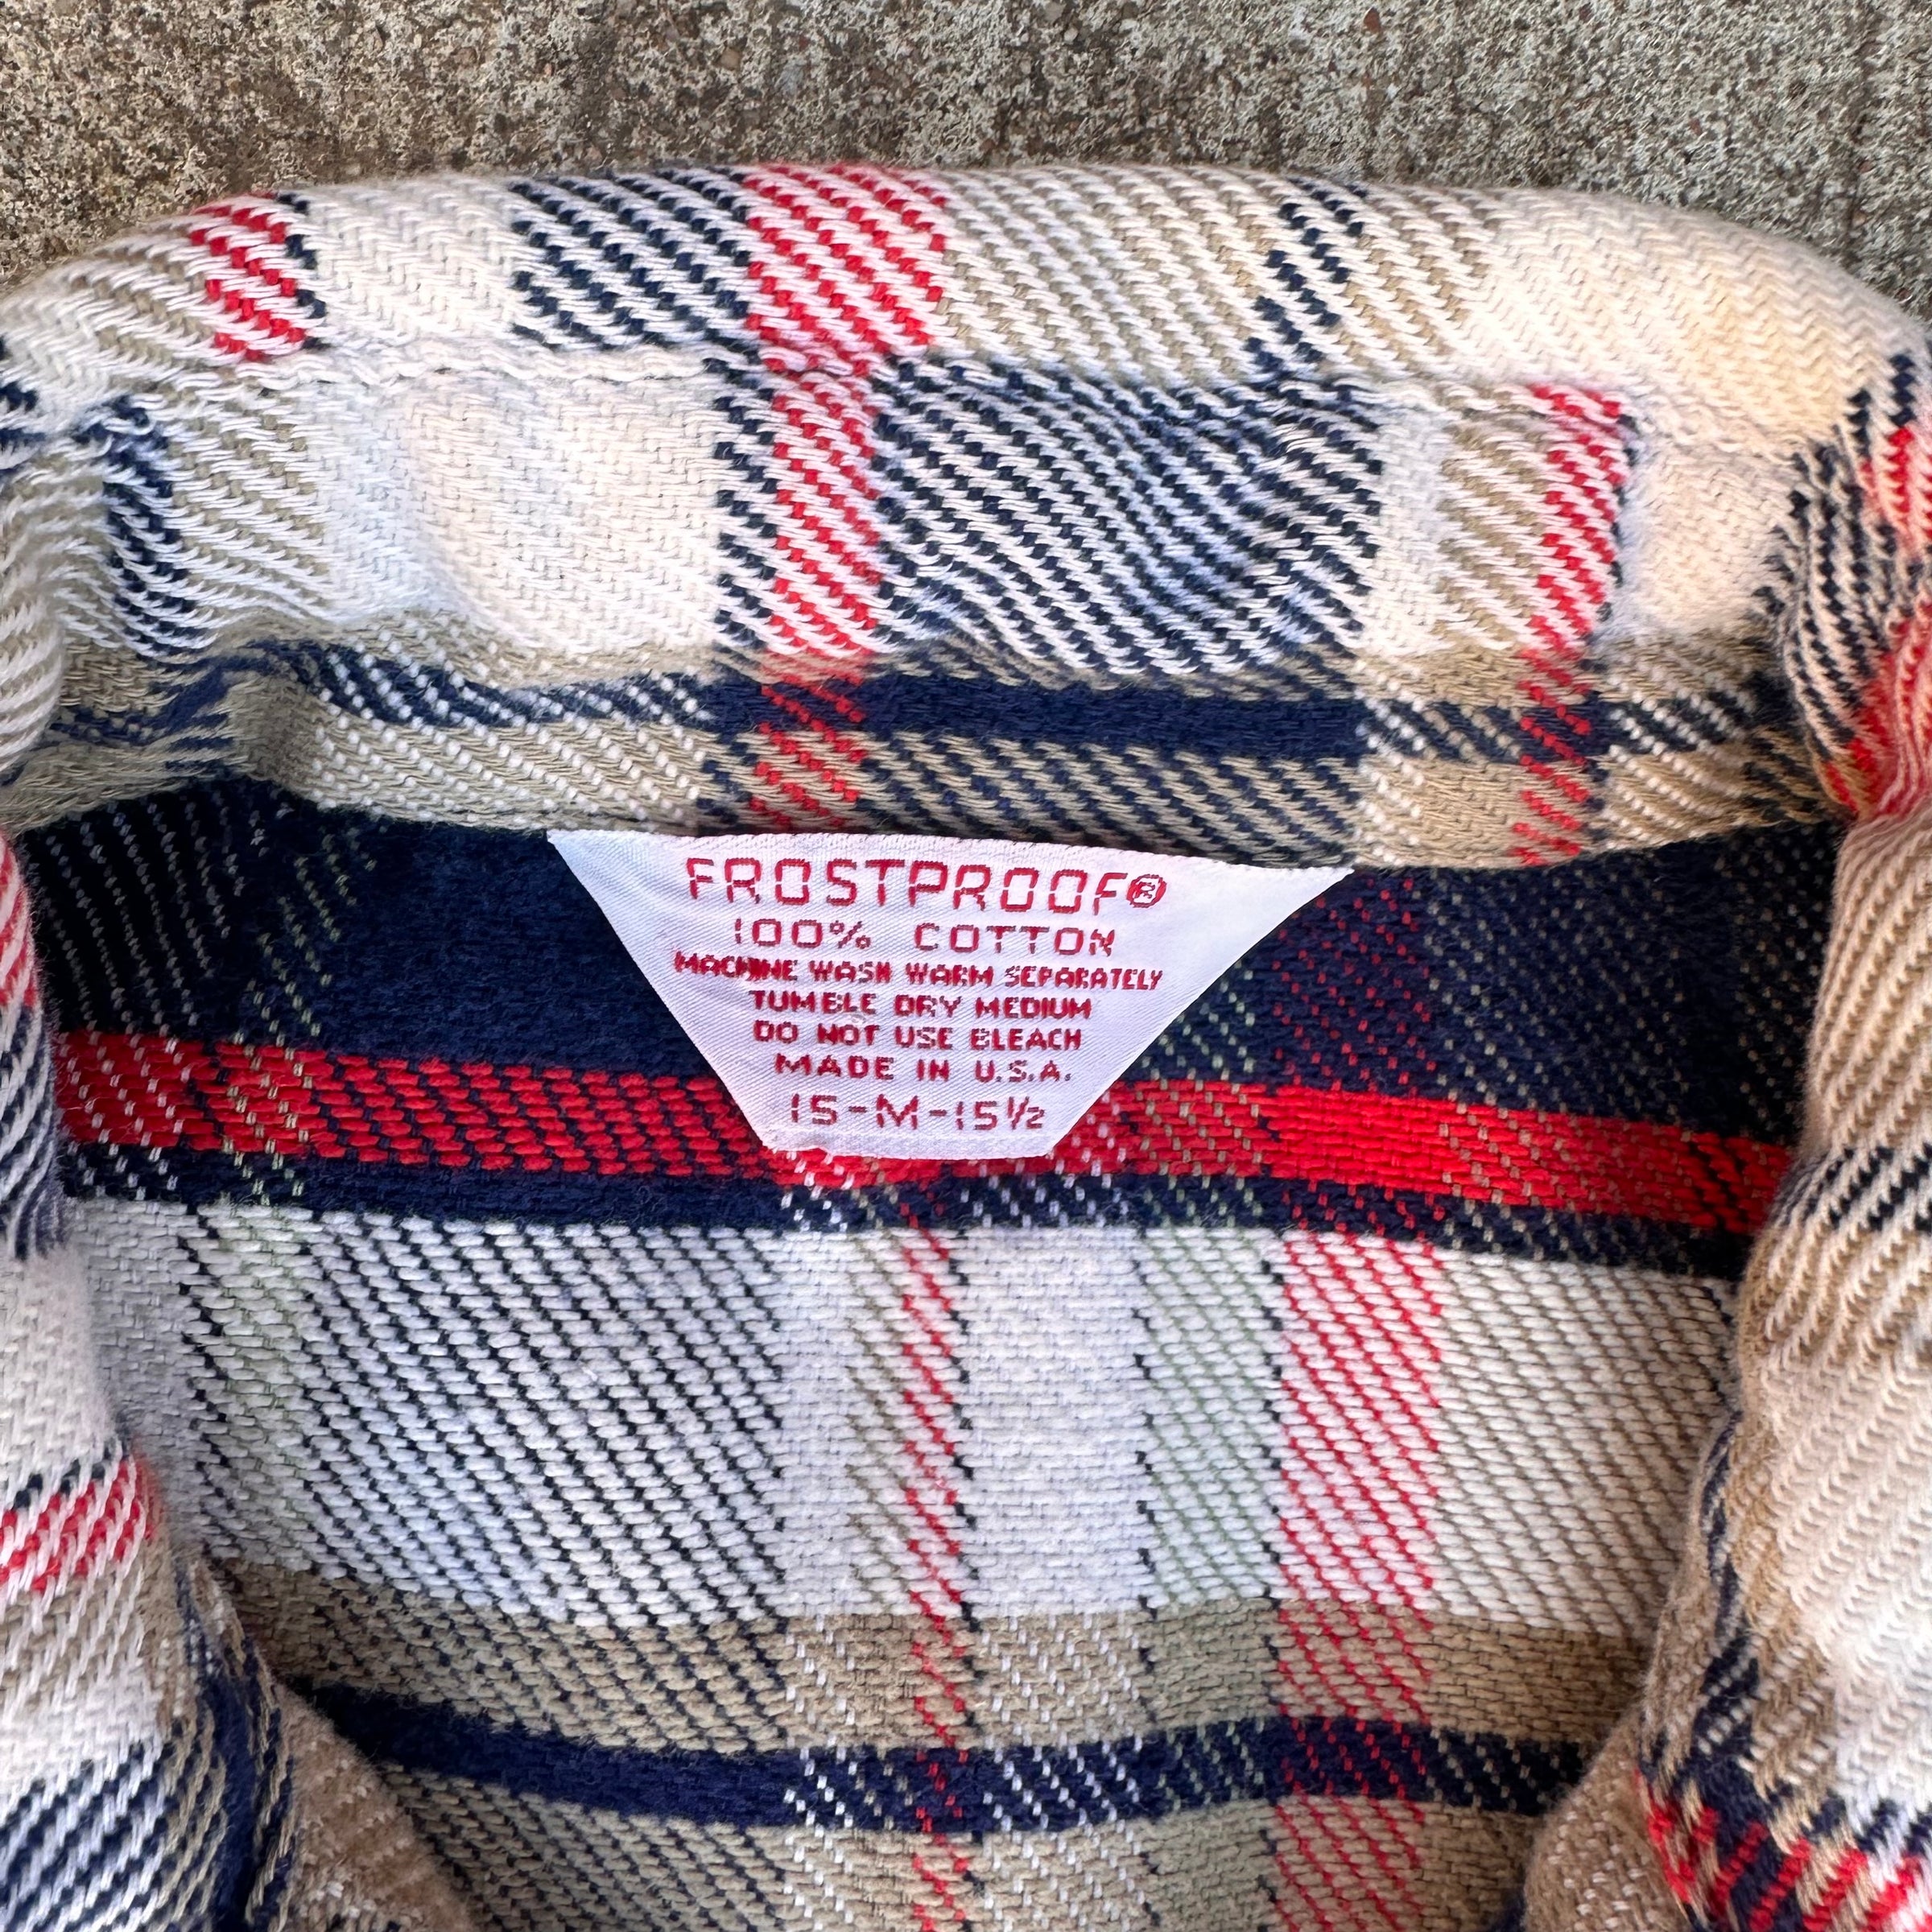 FROSTPROOF®
100% COTTON
MACHINE WASH WARM SEPARATELY
TUMBLE DRY MEDIUM
DO NOT USE BLEACH
MADE IN U.S.A.
15-M-15½